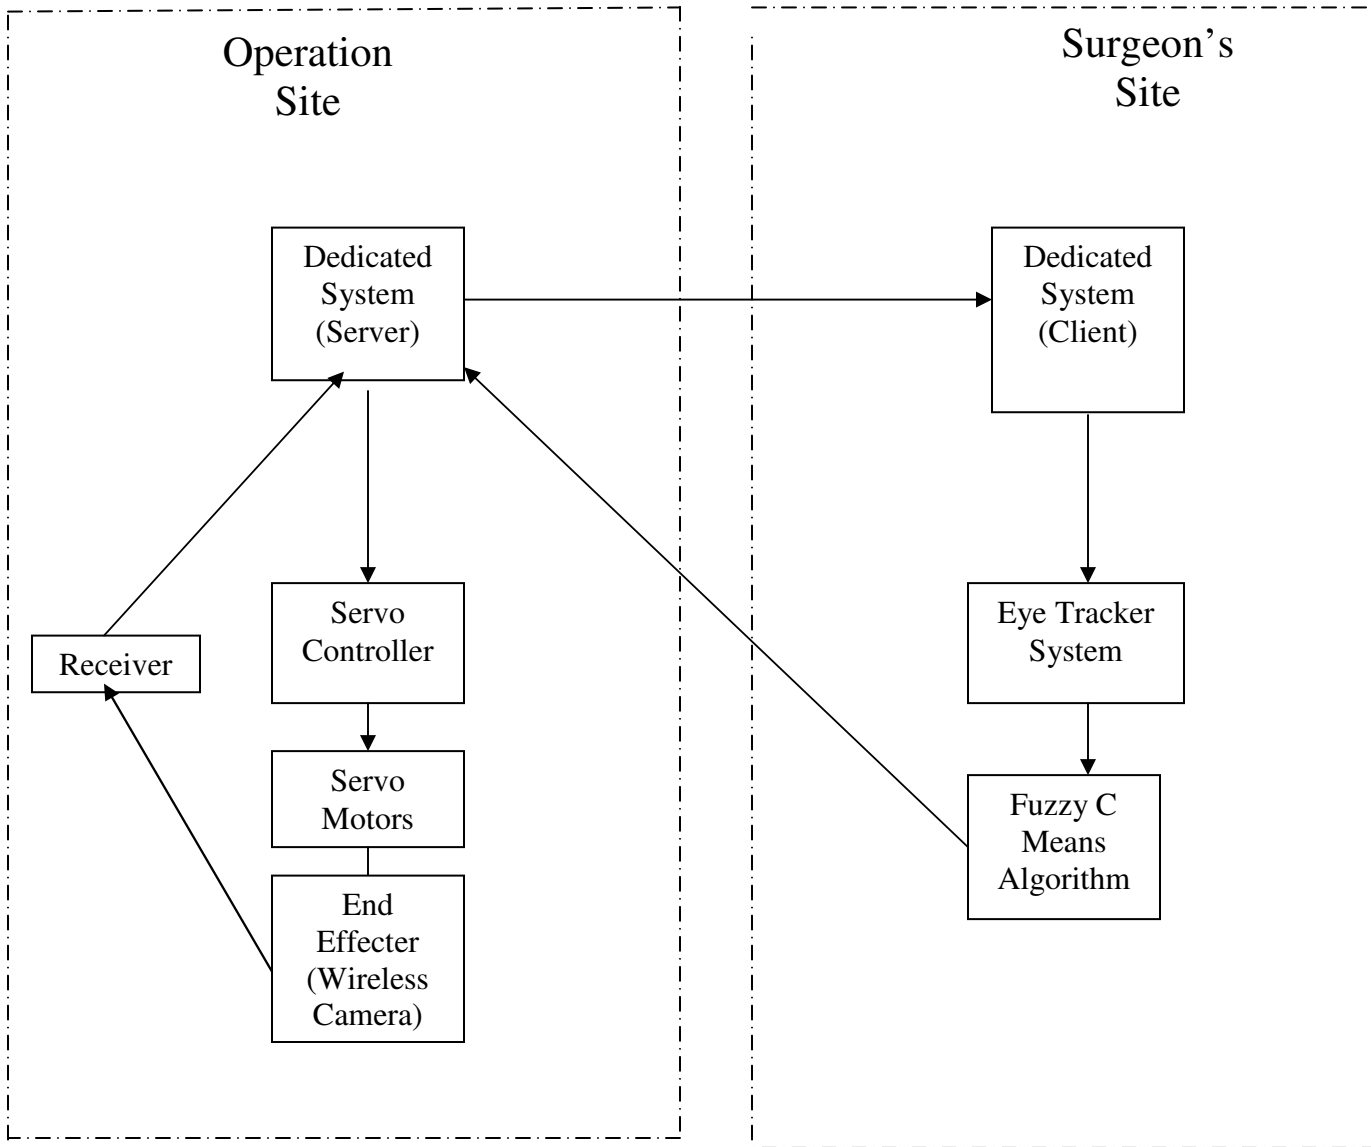 Operation
Site
Surgeon's
Site
Dedicated
System
(Server)
Dedicated
System
(Client)
Servo
Controller
Eye Tracker
System
Receiver
Servo
Motors
Fuzzy C
Means
Algorithm
End
Effecter
(Wireless
Camera)